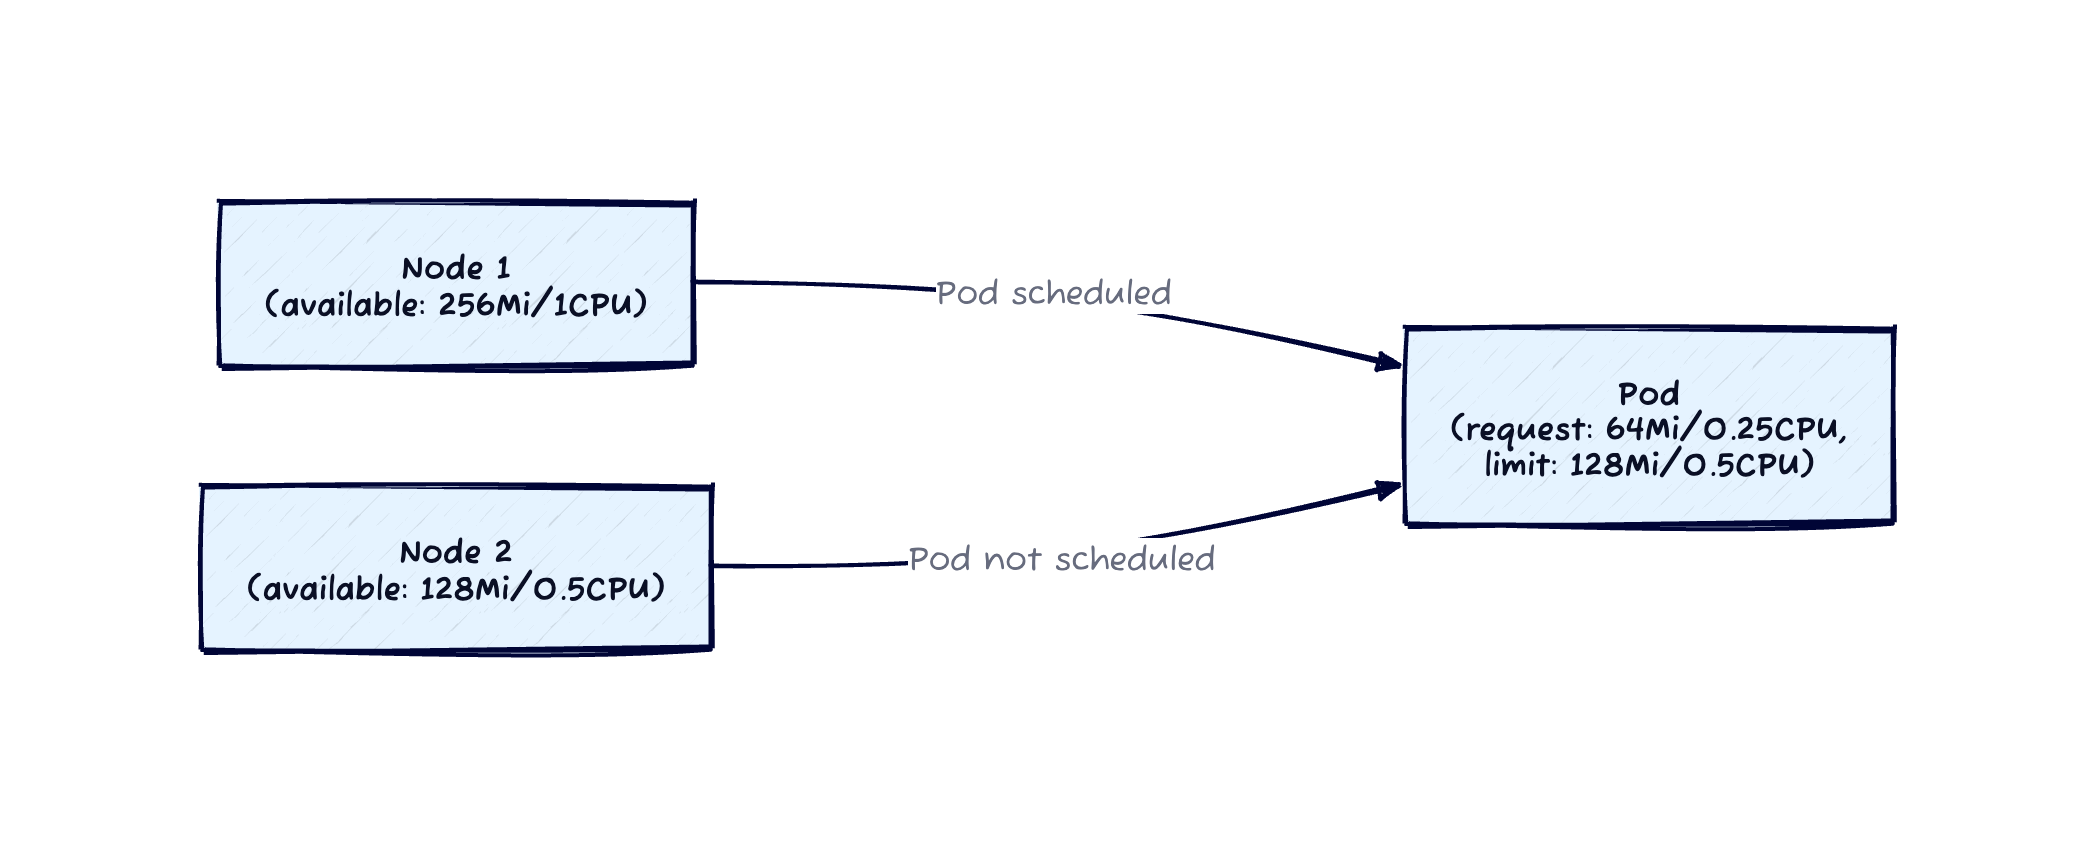 Node 1
(available: 256Mi/1CPU)
Pod scheduled
Pod
(request: 64Mi/0.25CPU,
limit: 128Mi/0.5CPU)
Node 2
(available: 128Mi/0.5CPU)
Pod not scheduled